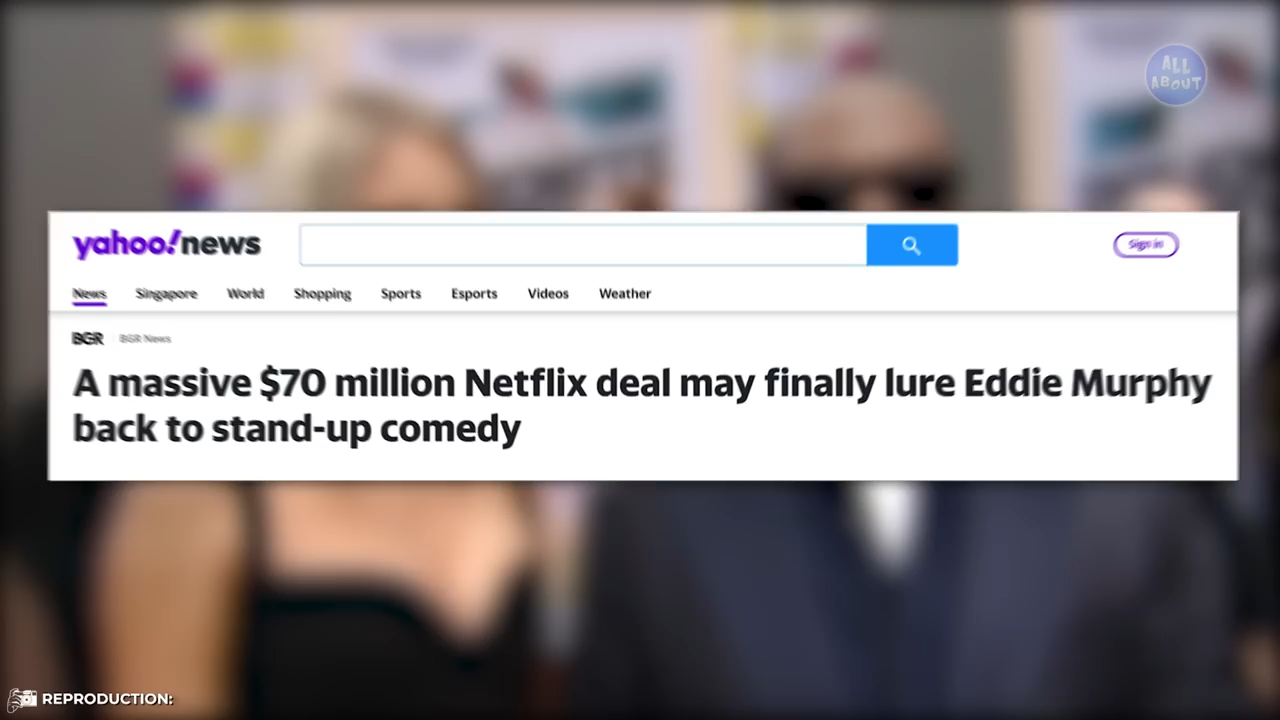 ALL
ABOUT
yahoo!news
Sign in
News Singapore World Shopping Sports Esports Videos Weather
BGR BGR News
A massive $70 million Netflix deal may finally lure Eddie Murphy
back to stand-up comedy
REPRODUCTION: